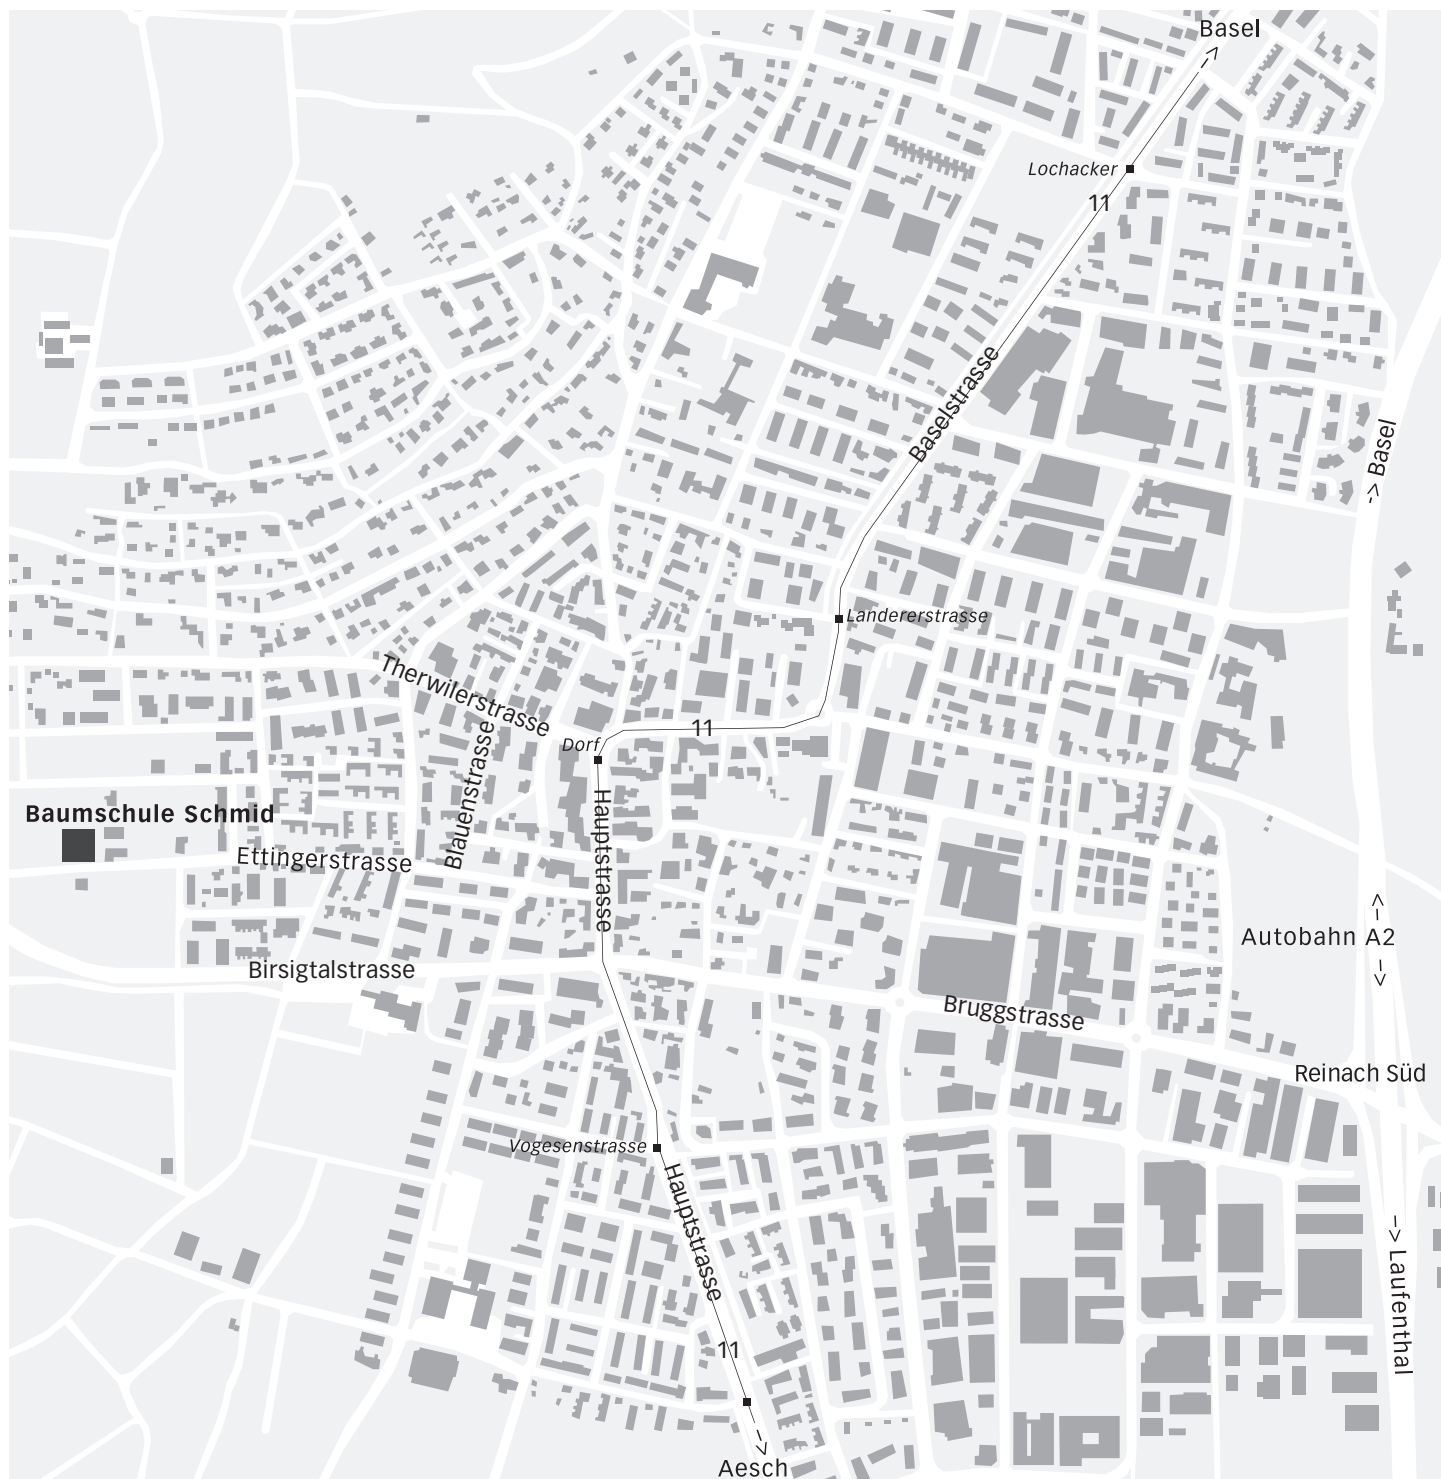 Basel
-->
Lochacker
11
Baselstrasse
--> Basel
Landererstrasse
Therwilerstrasse
11
Dorf
Blauenstrasse
Hauptstrasse
Baumschule Schmid
Ettingerstrasse
<--
Autobahn A2
-->
Birsigtalstrasse
Bruggstrasse
Reinach Süd
Vogesenstrasse
Hauptstrasse
--> Laufenthal
11
-->
Aesch